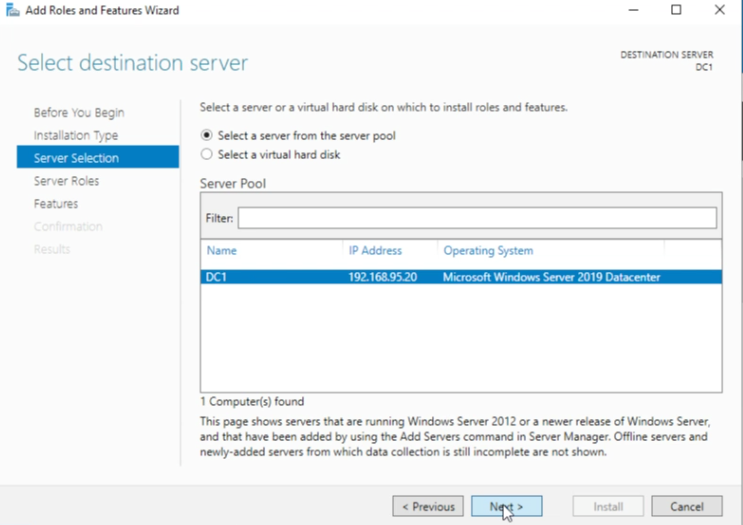 Add Roles and Features Wizard
Select destination server
DESTINATION SERVER
DC1
Before You Begin
Installation Type
Server Selection
Server Roles
Features
Confirmation
Results
Select a server or a virtual hard disk on which to install roles and features.
Select a server from the server pool
Select a virtual hard disk
Server Pool
Filter:
Name IP Address Operating System
DC1 192.168.95.20 Microsoft Windows Server 2019 Datacenter
1 Computer(s) found
This page shows servers that are running Windows Server 2012 or a newer release of Windows Server,
and that have been added by using the Add Servers command in Server Manager. Offline servers and
newly-added servers from which data collection is still incomplete are not shown.
< Previous Next > Install Cancel